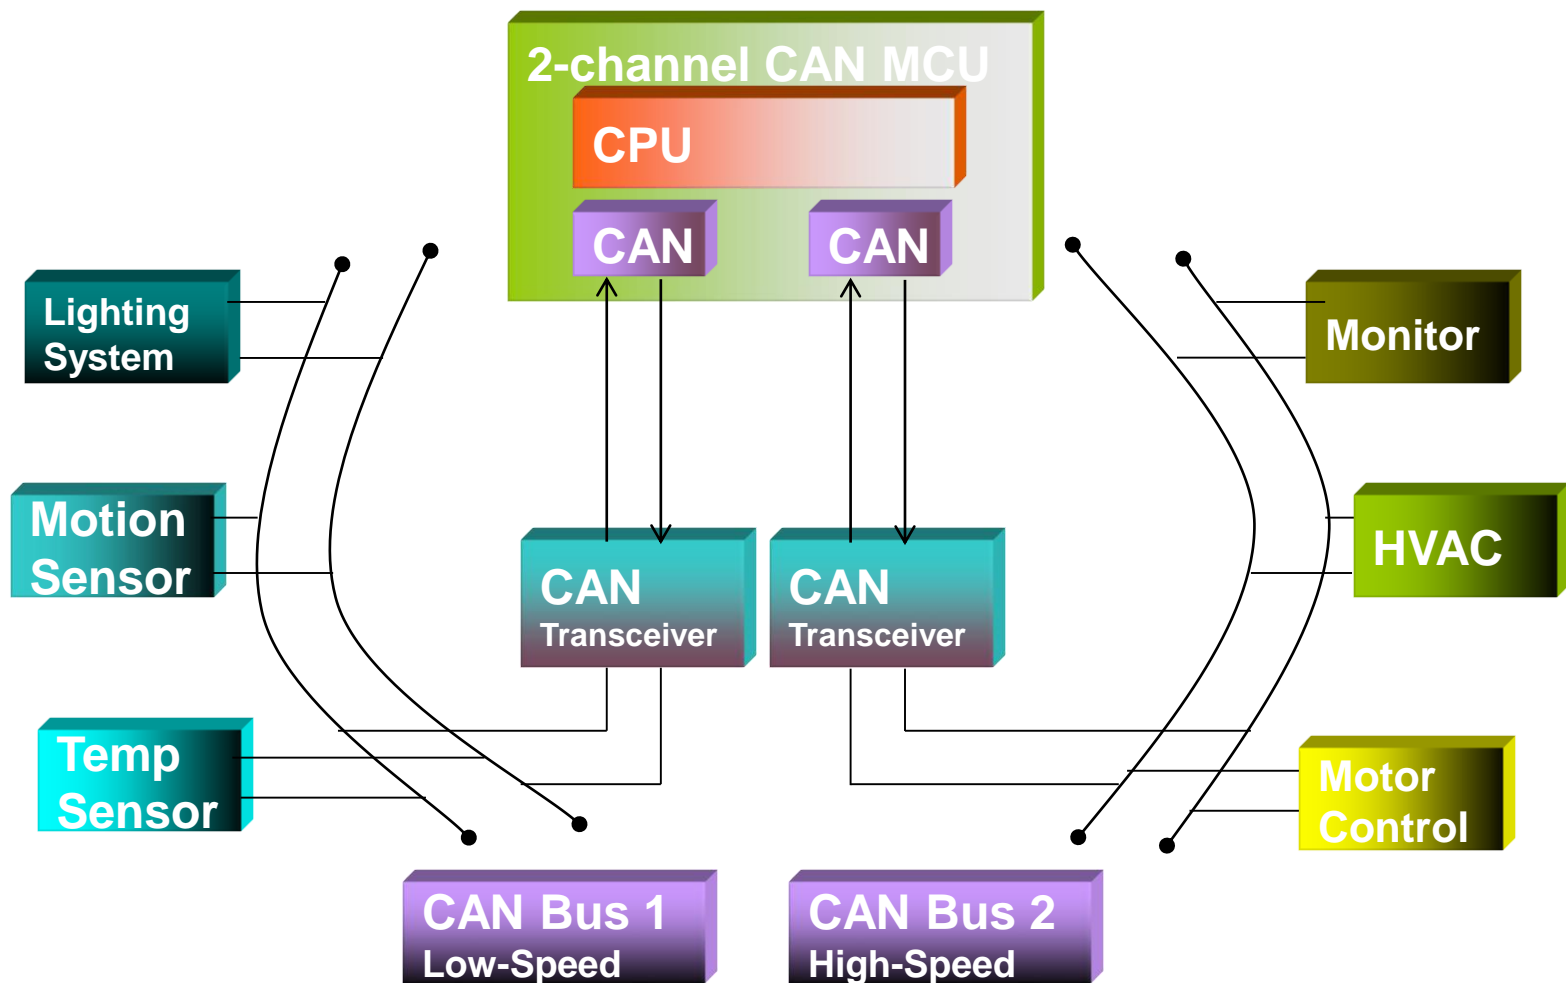 2-channel CAN MCU
CPU
CAN
CAN
Lighting
System
Monitor
Motion
Sensor
HVAC
CAN
Transceiver
CAN
Transceiver
Temp
Sensor
Motor
Control
CAN Bus 1
Low-Speed
CAN Bus 2
High-Speed